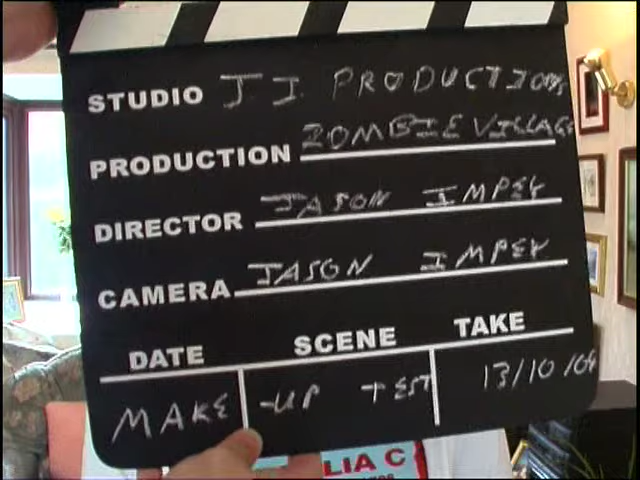 STUDIO J I PRODUCTIONS
PRODUCTION ZOMBIE VILLAGE
DIRECTOR JASON IMPEY
CAMERA JASON IMPEY
DATE SCENE TAKE
MAKE -UP TEST 13/10/
LIA C